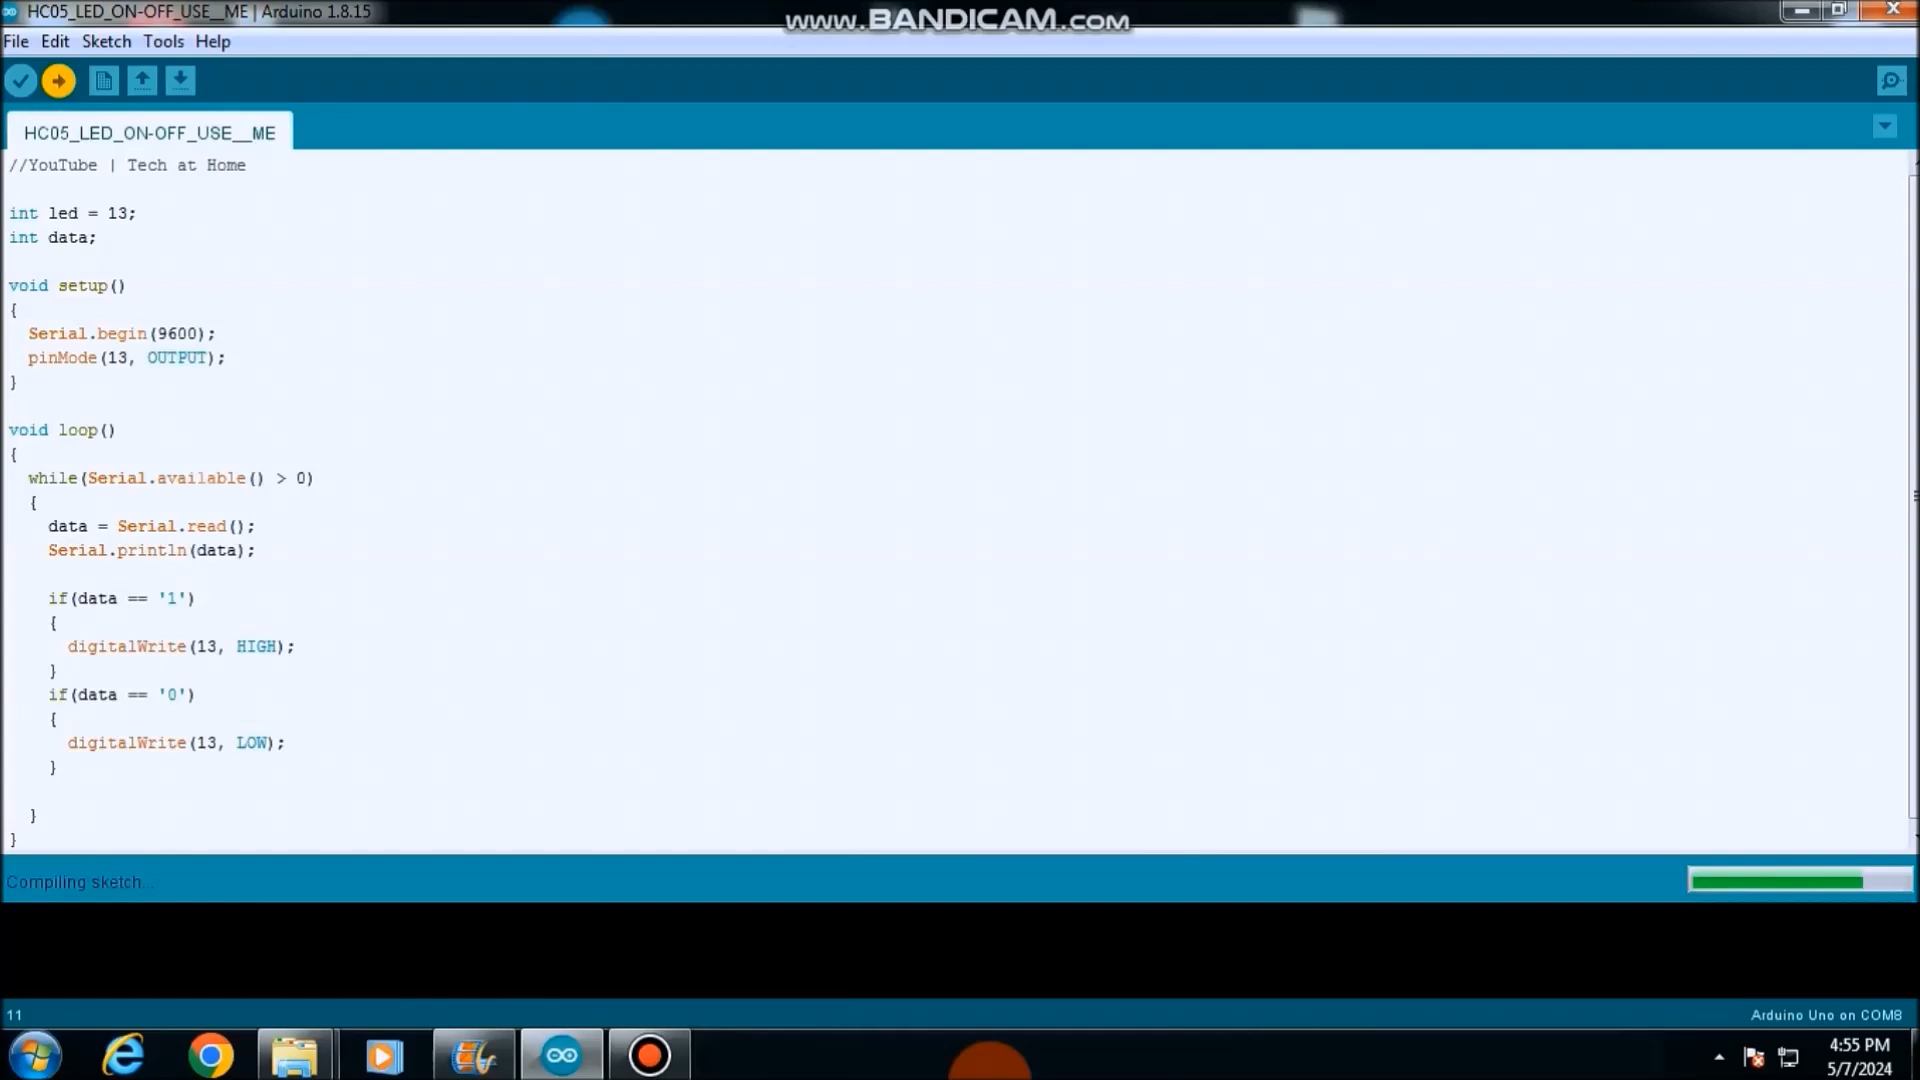 HC05_LED_ON-OFF_USE__ME | Arduino 1.8.15
www.BANDICAM.com
File Edit Sketch Tools Help
HC05_LED_ON-OFF_USE__ME
//YouTube | Tech at Home
int led = 13;
int data;
void setup()
{
Serial.begin(9600);
pinMode(13, OUTPUT);
}
void loop()
{
while(Serial.available() > 0)
{
data = Serial.read();
Serial.println(data);
if(data == '1')
{
digitalWrite(13, HIGH);
}
if(data == '0')
{
digitalWrite(13, LOW);
}
}
}
Compiling sketch...
11
Arduino Uno on COM8
4:55 PM
5/7/2024